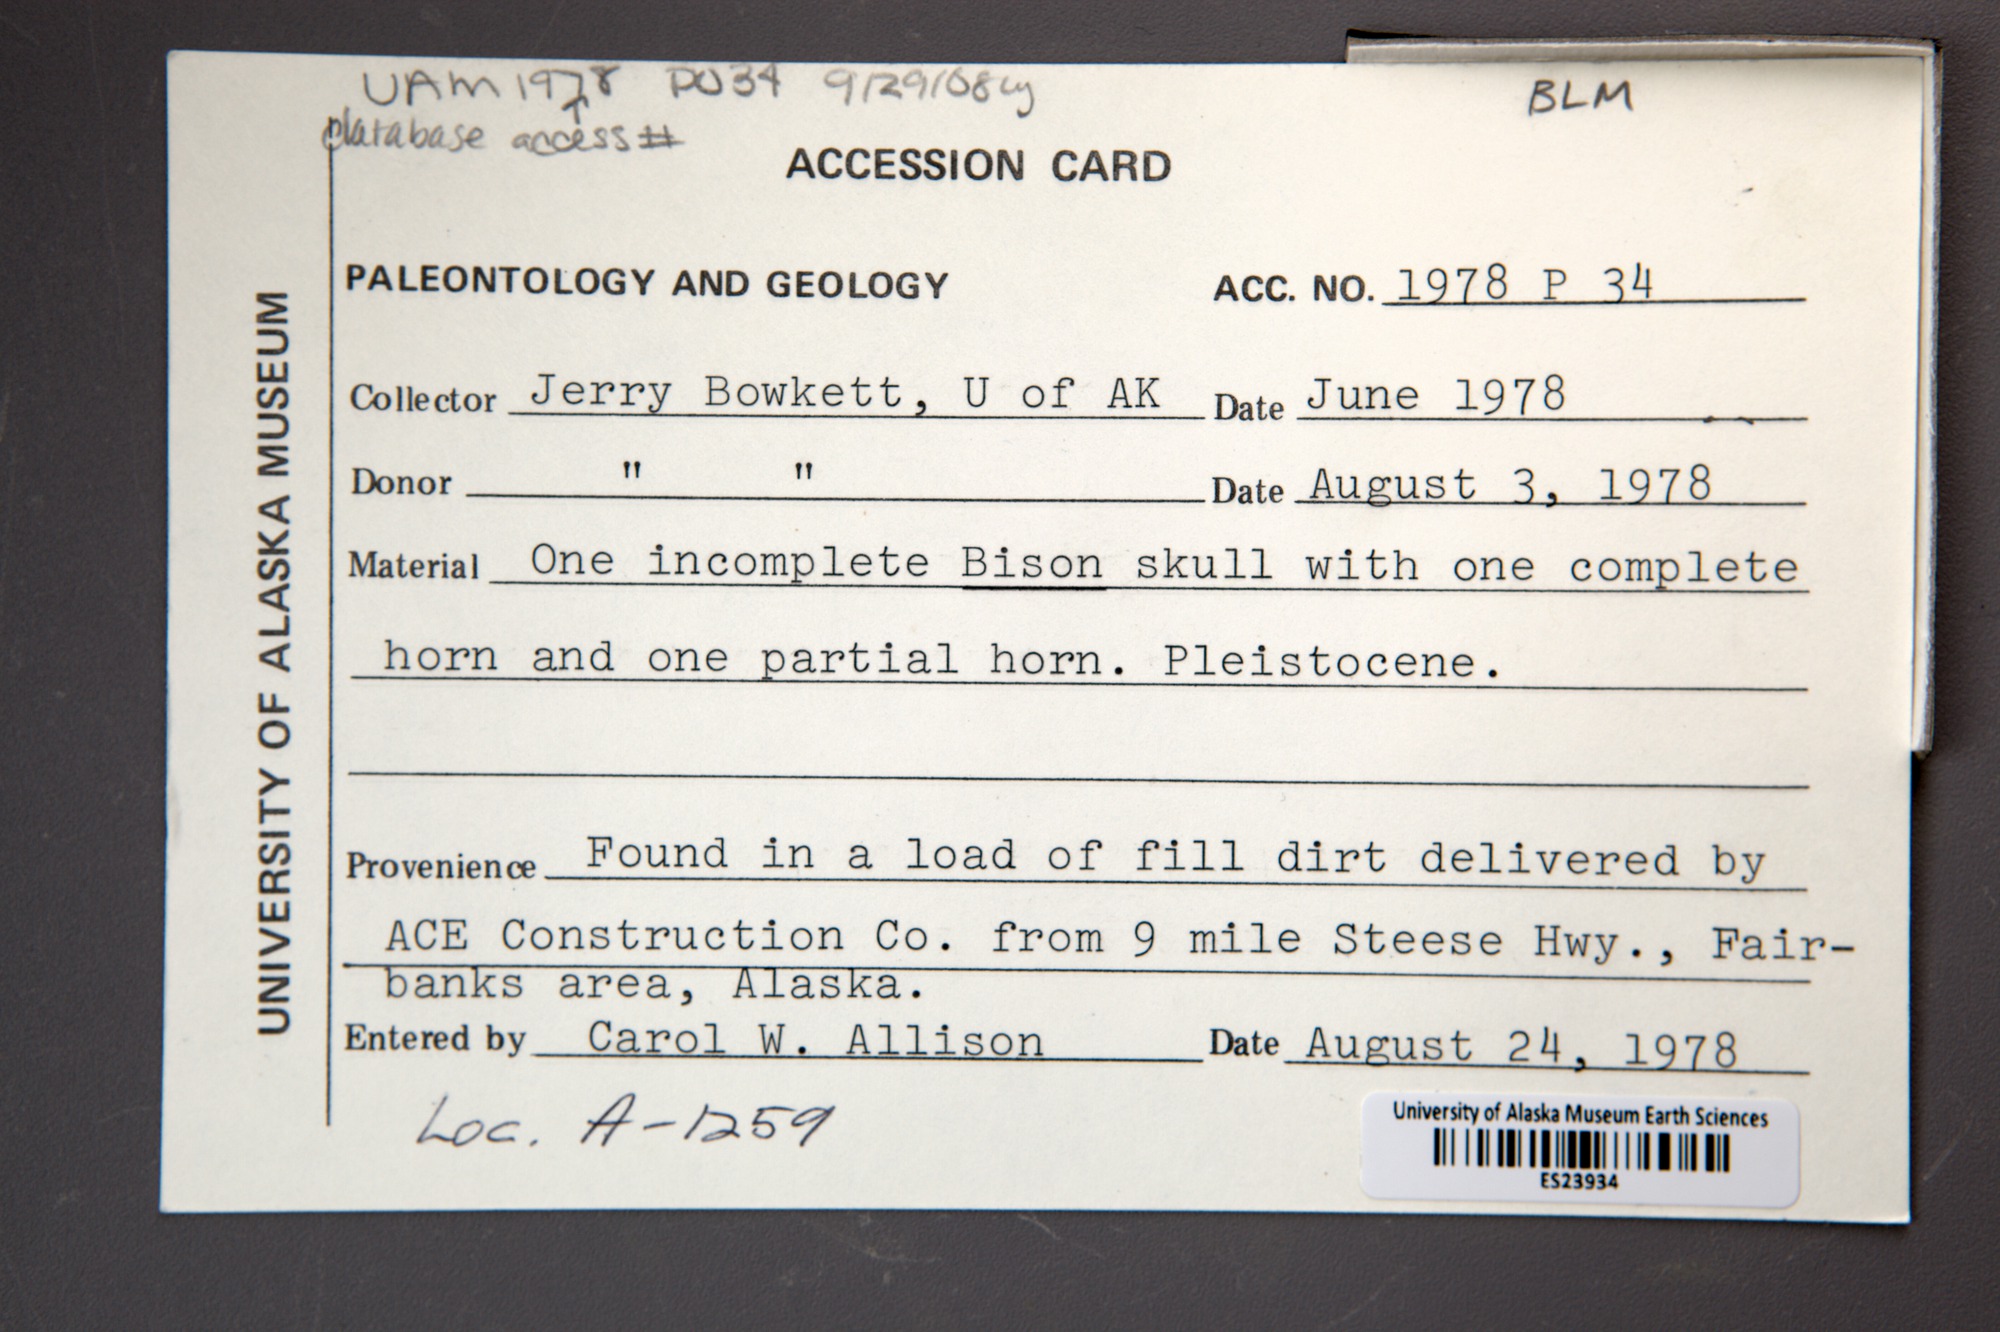 UAM 1978 P034 9/29/08 cy
database access #
BLM
ACCESSION CARD
UNIVERSITY OF ALASKA MUSEUM
PALEONTOLOGY AND GEOLOGY ACC. NO. 1978 P 34
Collector Jerry Bowkett, U of AK Date June 1978
Donor " " Date August 3, 1978
Material One incomplete Bison skull with one complete
horn and one partial horn. Pleistocene.
Provenience Found in a load of fill dirt delivered by
ACE Construction Co. from 9 mile Steese Hwy., Fair-
banks area, Alaska.
Entered by Carol W. Allison Date August 24, 1978
Loc. A-1259
University of Alaska Museum Earth Sciences
ES23934